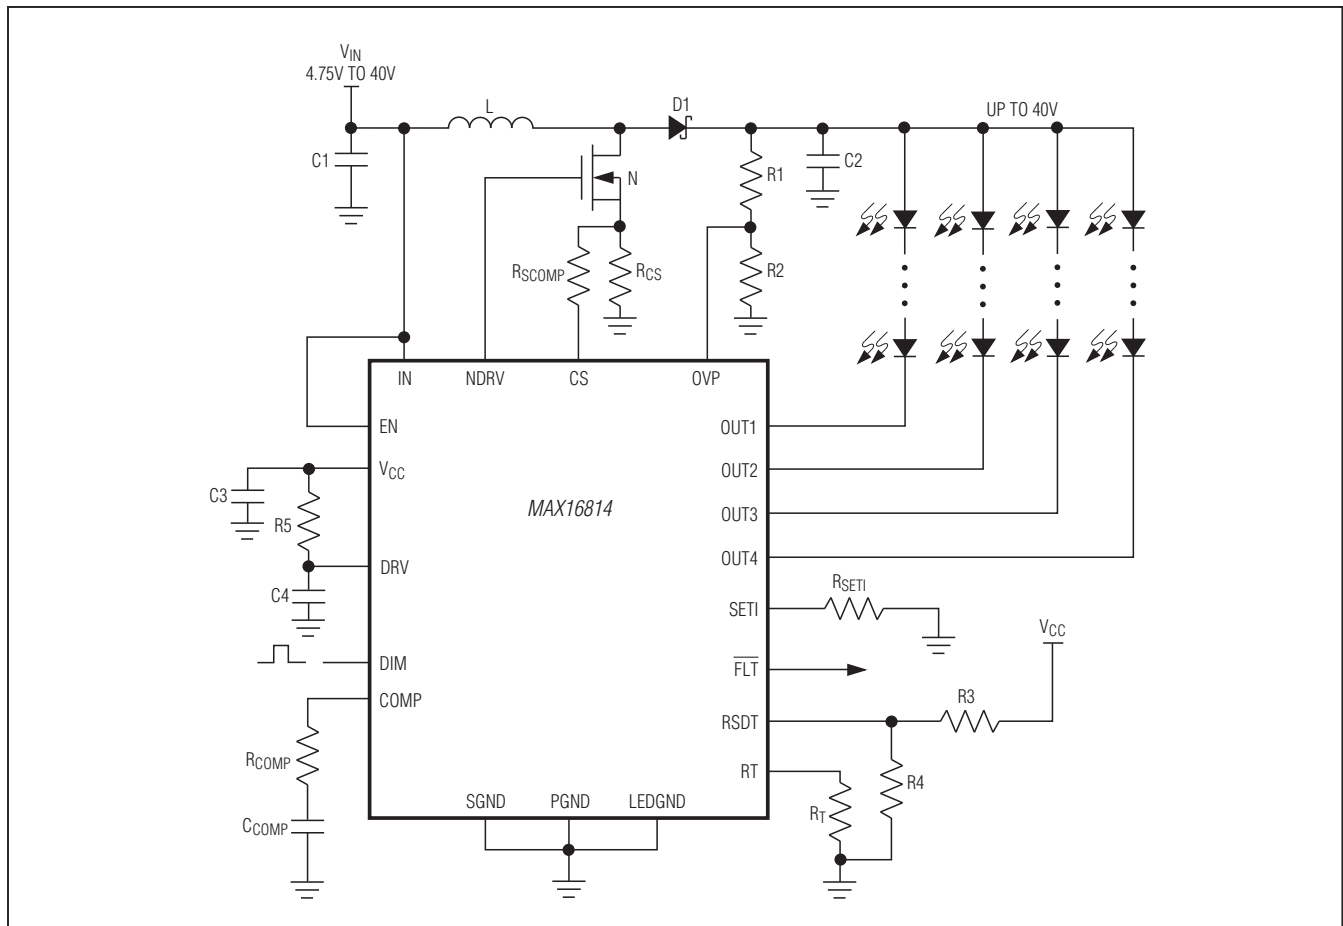 VIN
4.75V TO 40V
L
D1
UP TO 40V
C1
N
R1
C2
RSCOMP
RCS
R2
IN
NDRV
CS
OVP
EN
OUT1
VCC
OUT2
C3
MAX16814
R5
OUT3
DRV
OUT4
C4
RSETI
SETI
VCC
DIM
FLT
COMP
R3
RSDT
RCOMP
RT
R4
SGND
PGND
LEDGND
RT
CCOMP